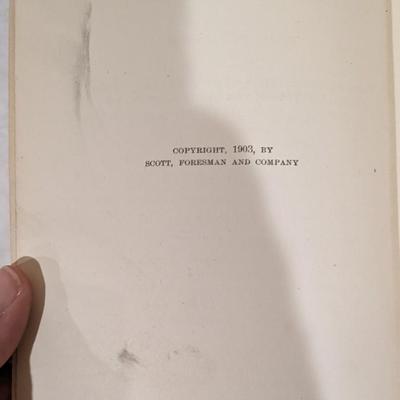 COPYRIGHT, 1903, BY
SCOTT, FORESMAN AND COMPANY